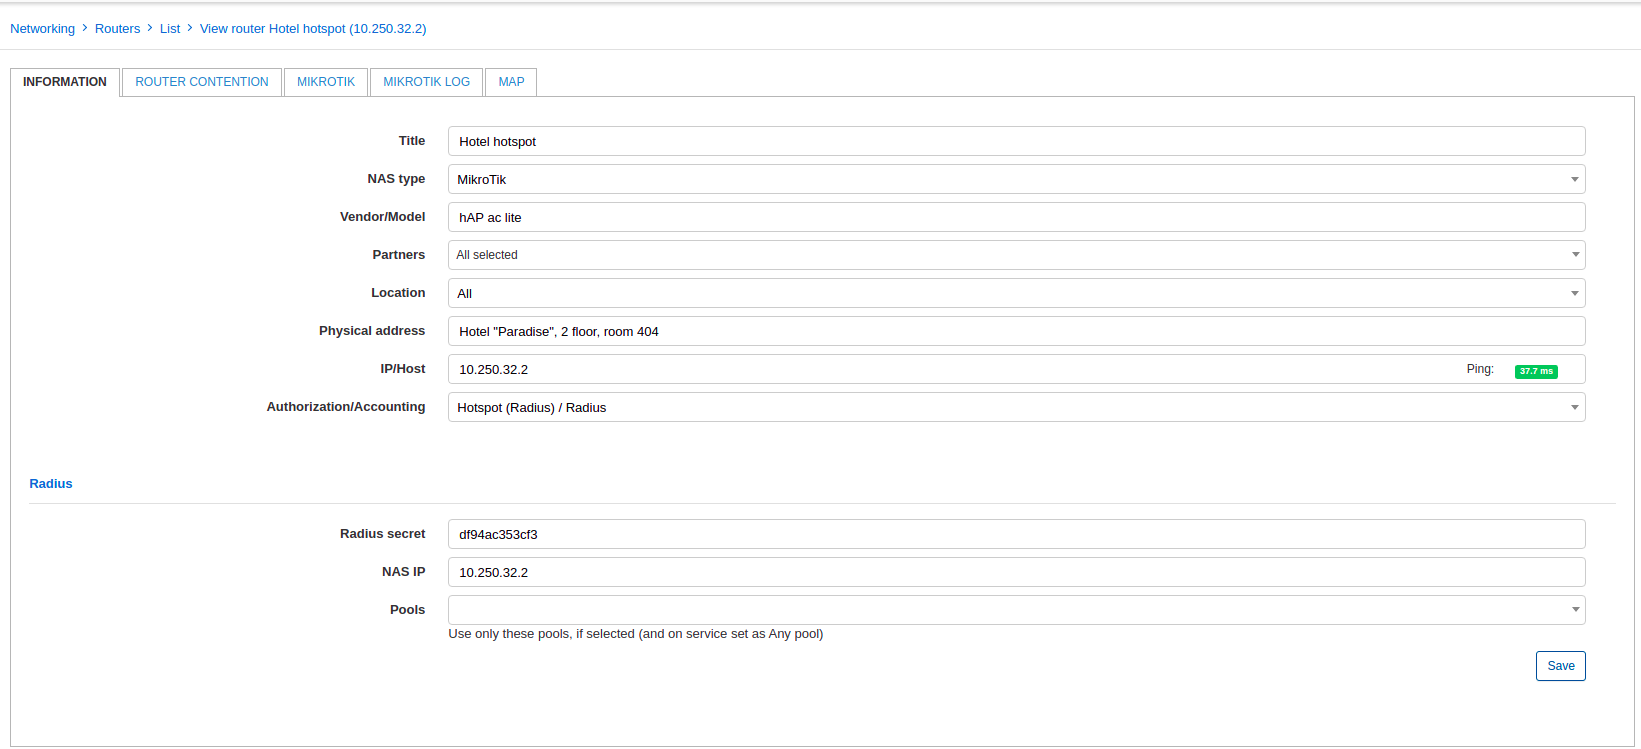 Networking > Routers > List > View router Hotel hotspot (10.250.32.2)
INFORMATION ROUTER CONTENTION MIKROTIK MIKROTIK LOG MAP
Title Hotel hotspot
NAS type MikroTik
Vendor/Model hAP ac lite
Partners All selected
Location All
Physical address Hotel "Paradise", 2 floor, room 404
IP/Host 10.250.32.2 Ping: 37.7 ms
Authorization/Accounting Hotspot (Radius) / Radius
Radius
Radius secret df94ac353cf3
NAS IP 10.250.32.2
Pools
Use only these pools, if selected (and on service set as Any pool)
Save